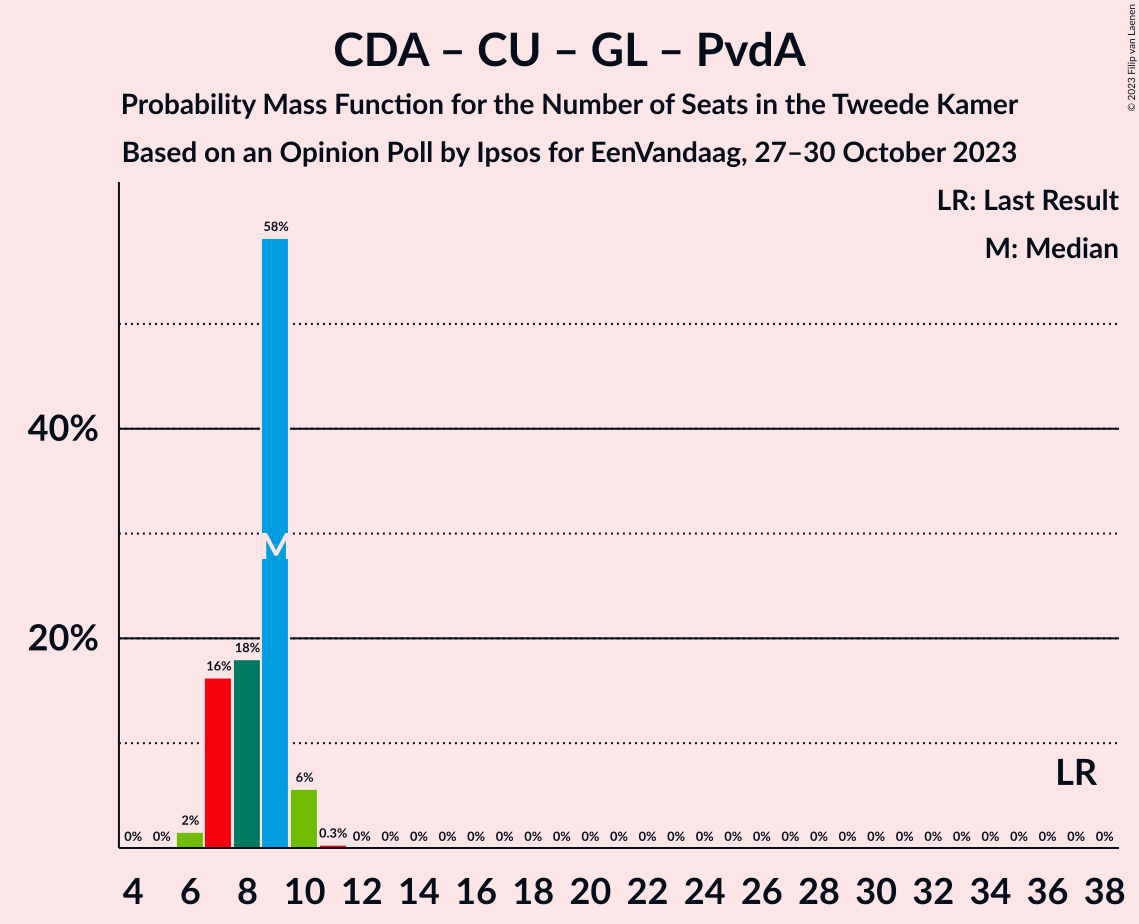 CDA – CU – GL – PvdA
Probability Mass Function for the Number of Seats in the Tweede Kamer
Based on an Opinion Poll by Ipsos for EenVandaag, 27–30 October 2023
© 2023 Filip van Laenen
LR: Last Result
M: Median
58%
40%
M
20%
18%
16%
LR
6%
2%
0.3%
0% 0% 0% 0% 0% 0% 0% 0% 0% 0% 0% 0% 0% 0% 0% 0% 0% 0% 0% 0% 0% 0% 0% 0% 0% 0% 0% 0% 0%
4 6 8 10 12 14 16 18 20 22 24 26 28 30 32 34 36 38